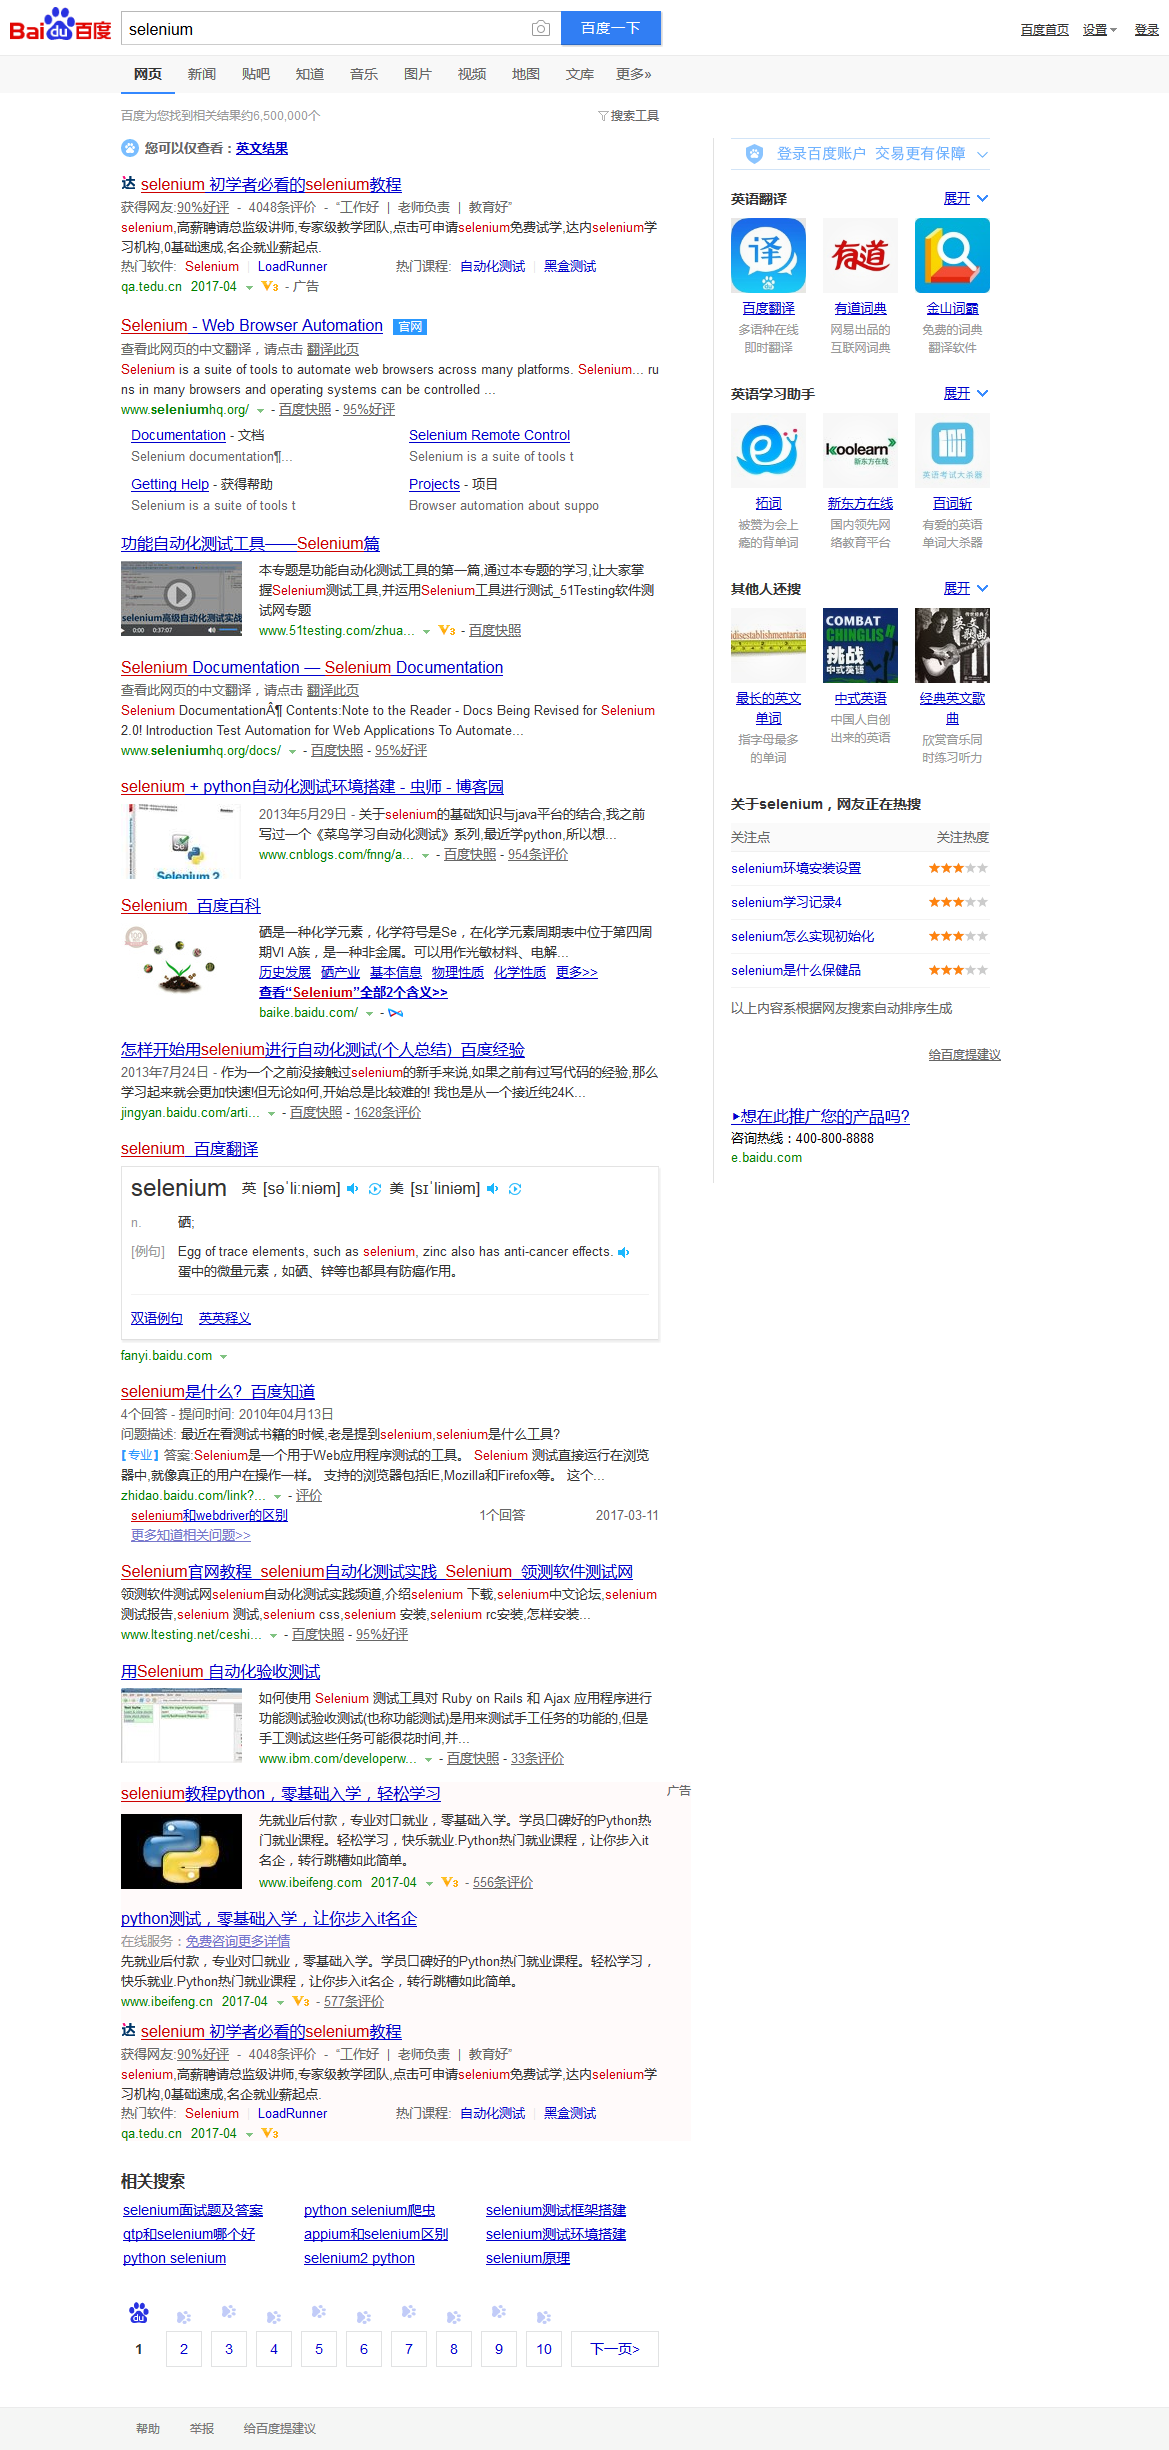 Bai du 百度
selenium
百度一下
百度首页 设置 登录
网页 新闻 贴吧 知道 音乐 图片 视频 地图 文库 更多»
百度为您找到相关结果约6,500,000个
搜索工具
您可以仅查看：英文结果
达 selenium 初学者必看的selenium教程
获得网友:90%好评 - 4048条评价 - “工作好 | 老师负责 | 教育好”
selenium,高薪聘请总监级讲师,专家级教学团队,点击可申请selenium免费试学,达内selenium学
习机构,0基础速成,名企就业薪起点.
热门软件: Selenium | LoadRunner 热门课程: 自动化测试 | 黑盒测试
qa.tedu.cn 2017-04 V3 - 广告
Selenium - Web Browser Automation 官网
查看此网页的中文翻译，请点击 翻译此页
Selenium is a suite of tools to automate web browsers across many platforms. Selenium... ru
ns in many browsers and operating systems can be controlled ...
www.seleniumhq.org/ - 百度快照 - 95%好评
Documentation - 文档 Selenium Remote Control
Selenium documentation¶... Selenium is a suite of tools t
Getting Help - 获得帮助 Projects - 项目
Selenium is a suite of tools t Browser automation about suppo
功能自动化测试工具——Selenium篇
selenium高级自动化测试实战
0:00 0:37:07
本专题是功能自动化测试工具的第一篇,通过本专题的学习,让大家掌
握Selenium测试工具,并运用Selenium工具进行测试_51Testing软件测
试网专题
www.51testing.com/zhua... V3 - 百度快照
Selenium Documentation — Selenium Documentation
查看此网页的中文翻译，请点击 翻译此页
Selenium DocumentationÂ¶ Contents:Note to the Reader - Docs Being Revised for Selenium
2.0! Introduction Test Automation for Web Applications To Automate...
www.seleniumhq.org/docs/ - 百度快照 - 95%好评
selenium + python自动化测试环境搭建 - 虫师 - 博客园
Se
Selenium 2
2013年5月29日 - 关于selenium的基础知识与java平台的结合,我之前
写过一个《菜鸟学习自动化测试》系列,最近学python,所以想...
www.cnblogs.com/fnng/a... - 百度快照 - 954条评价
Selenium_百度百科
硒是一种化学元素，化学符号是Se，在化学元素周期表中位于第四周
期VI A族，是一种非金属。可以用作光敏材料、电解...
历史发展 硒产业 基本信息 物理性质 化学性质 更多>>
查看“Selenium”全部2个含义>>
baike.baidu.com/ -
怎样开始用selenium进行自动化测试(个人总结)_百度经验
2013年7月24日 - 作为一个之前没接触过selenium的新手来说,如果之前有过写代码的经验,那么
学习起来就会更加快速!但无论如何,开始总是比较难的! 我也是从一个接近纯24K...
jingyan.baidu.com/arti... - 百度快照 - 1628条评价
selenium_百度翻译
selenium 英 [səˈliːniəm] 美 [sɪˈliniəm]
n. 硒;
[例句] Egg of trace elements, such as selenium, zinc also has anti-cancer effects.
蛋中的微量元素，如硒、锌等也都具有防癌作用。
双语例句 英英释义
fanyi.baidu.com
selenium是什么?_百度知道
4个回答 - 提问时间: 2010年04月13日
问题描述: 最近在看测试书籍的时候,老是提到selenium,selenium是什么工具?
【专业】答案:Selenium是一个用于Web应用程序测试的工具。 Selenium 测试直接运行在浏览
器中,就像真正的用户在操作一样。 支持的浏览器包括IE,Mozilla和Firefox等。 这个...
zhidao.baidu.com/link?... - 评价
selenium和webdriver的区别 1个回答 2017-03-11
更多知道相关问题>>
Selenium官网教程_selenium自动化测试实践_Selenium_领测软件测试网
领测软件测试网selenium自动化测试实践频道,介绍selenium 下载,selenium中文论坛,selenium
测试报告,selenium 测试,selenium css,selenium 安装,selenium rc安装,怎样安装...
www.ltesting.net/ceshi... - 百度快照 - 95%好评
用Selenium 自动化验收测试
如何使用 Selenium 测试工具对 Ruby on Rails 和 Ajax 应用程序进行
功能测试验收测试(也称功能测试)是用来测试手工任务的功能的,但是
手工测试这些任务可能很花时间,并...
www.ibm.com/developerw... - 百度快照 - 33条评价
selenium教程python，零基础入学，轻松学习 广告
先就业后付款，专业对口就业，零基础入学。学员口碑好的Python热
门就业课程。轻松学习，快乐就业.Python热门就业课程，让你步入it
名企，转行跳槽如此简单。
www.ibeifeng.com 2017-04 V3 - 556条评价
python测试，零基础入学，让你步入it名企
在线服务：免费咨询更多详情
先就业后付款，专业对口就业，零基础入学。学员口碑好的Python热门就业课程。轻松学习，
快乐就业.Python热门就业课程，让你步入it名企，转行跳槽如此简单。
www.ibeifeng.cn 2017-04 V3 - 577条评价
达 selenium 初学者必看的selenium教程
获得网友:90%好评 - 4048条评价 - “工作好 | 老师负责 | 教育好”
selenium,高薪聘请总监级讲师,专家级教学团队,点击可申请selenium免费试学,达内selenium学
习机构,0基础速成,名企就业薪起点.
热门软件: Selenium | LoadRunner 热门课程: 自动化测试 | 黑盒测试
qa.tedu.cn 2017-04 V3
相关搜索
selenium面试题及答案 python selenium爬虫 selenium测试框架搭建
qtp和selenium哪个好 appium和selenium区别 selenium测试环境搭建
python selenium selenium2 python selenium原理
du
1 2 3 4 5 6 7 8 9 10 下一页>
登录百度账户 交易更有保障
英语翻译 展开
译 有道
百度翻译 有道词典 金山词霸
多语种在线 网易出品的 免费的词典
即时翻译 互联网词典 翻译软件
英语学习助手 展开
koolearn
新东方在线
英语考试大杀器
拓词 新东方在线 百词斩
被赞为会上 国内领先网 有爱的英语
瘾的背单词 络教育平台 单词大杀器
其他人还搜 展开
idisestablishmentarian
COMBAT
CHINGLISH
挑战
中式英语
英文歌曲
最长的英文 中式英语 经典英文歌
单词 中国人自创 曲
指字母最多 出来的英语 欣赏音乐同
的单词 时练习听力
关于selenium，网友正在热搜
关注点 关注热度
selenium环境安装设置
selenium学习记录4
selenium怎么实现初始化
selenium是什么保健品
以上内容系根据网友搜索自动排序生成
给百度提建议
▸想在此推广您的产品吗?
咨询热线：400-800-8888
e.baidu.com
帮助 举报 给百度提建议